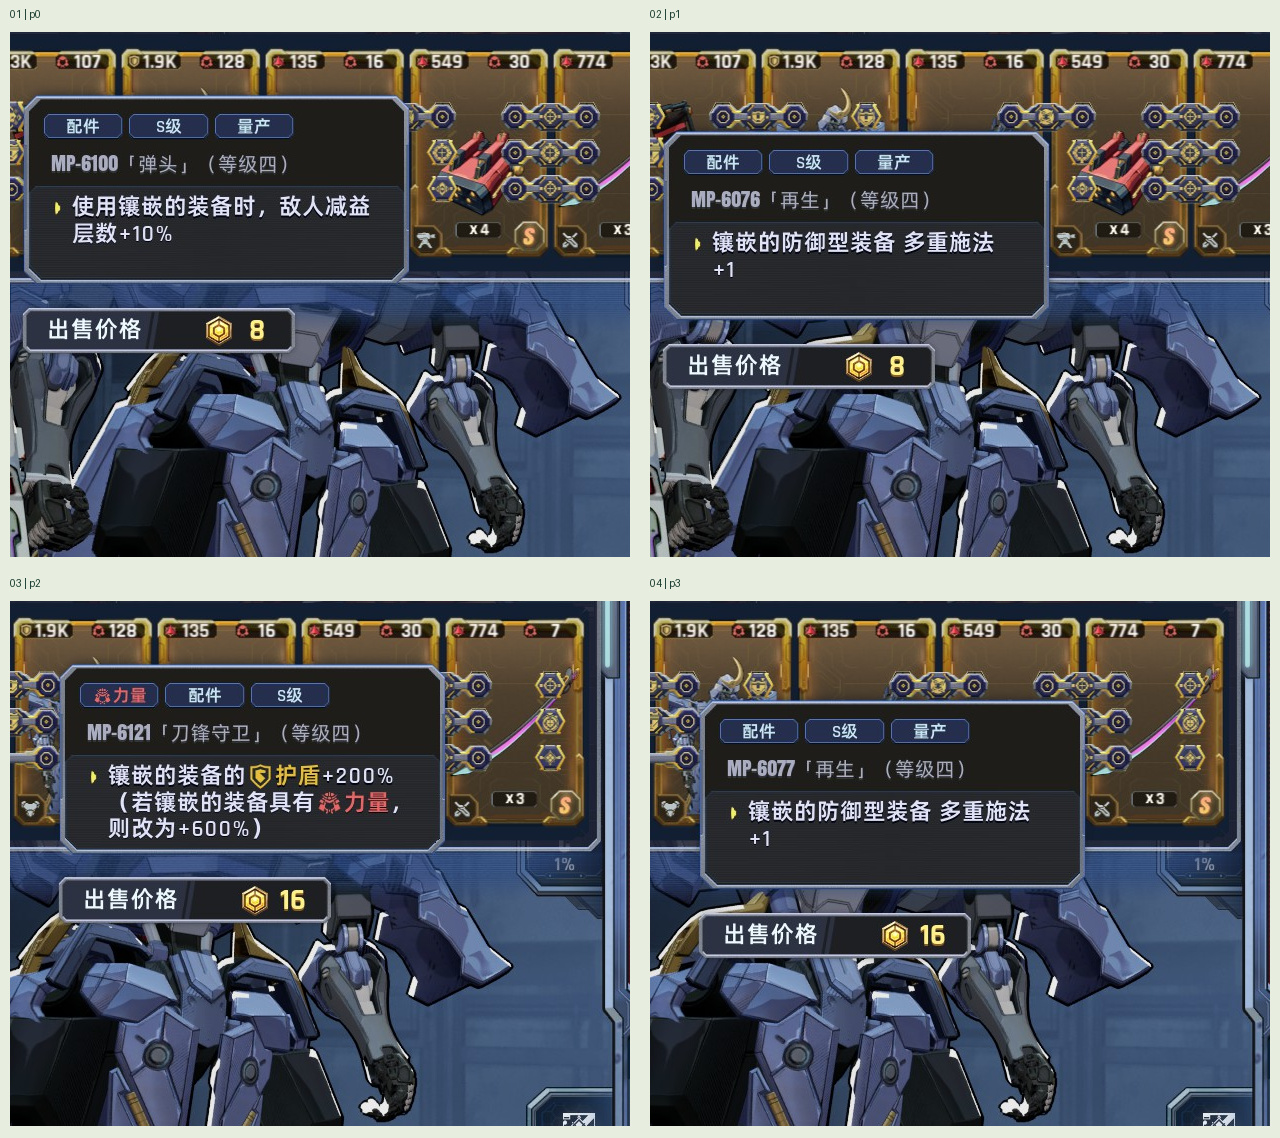 01|p0
3K 107 1.9K 128 135 16 549 30 774
配件 S级 量产
MP-6100「弹头」（等级四）
使用镶嵌的装备时，敌人减益
层数+10%
x4 S x3
出售价格 8
02|p1
3K 107 1.9K 128 135 16 549 30 774
配件 S级 量产
MP-6076「再生」（等级四）
镶嵌的防御型装备 多重施法
+1
x4 S x3
出售价格 8
03|p2
1.9K 128 135 16 549 30 774 7
力量 配件 S级
MP-6121「刀锋守卫」（等级四）
镶嵌的装备的护盾+200%
（若镶嵌的装备具有力量，
则改为+600%）
x3 S
1%
出售价格 16
04|p3
1.9K 128 135 16 549 30 774 7
配件 S级 量产
MP-6077「再生」（等级四）
镶嵌的防御型装备 多重施法
+1
x3 S
1%
出售价格 16